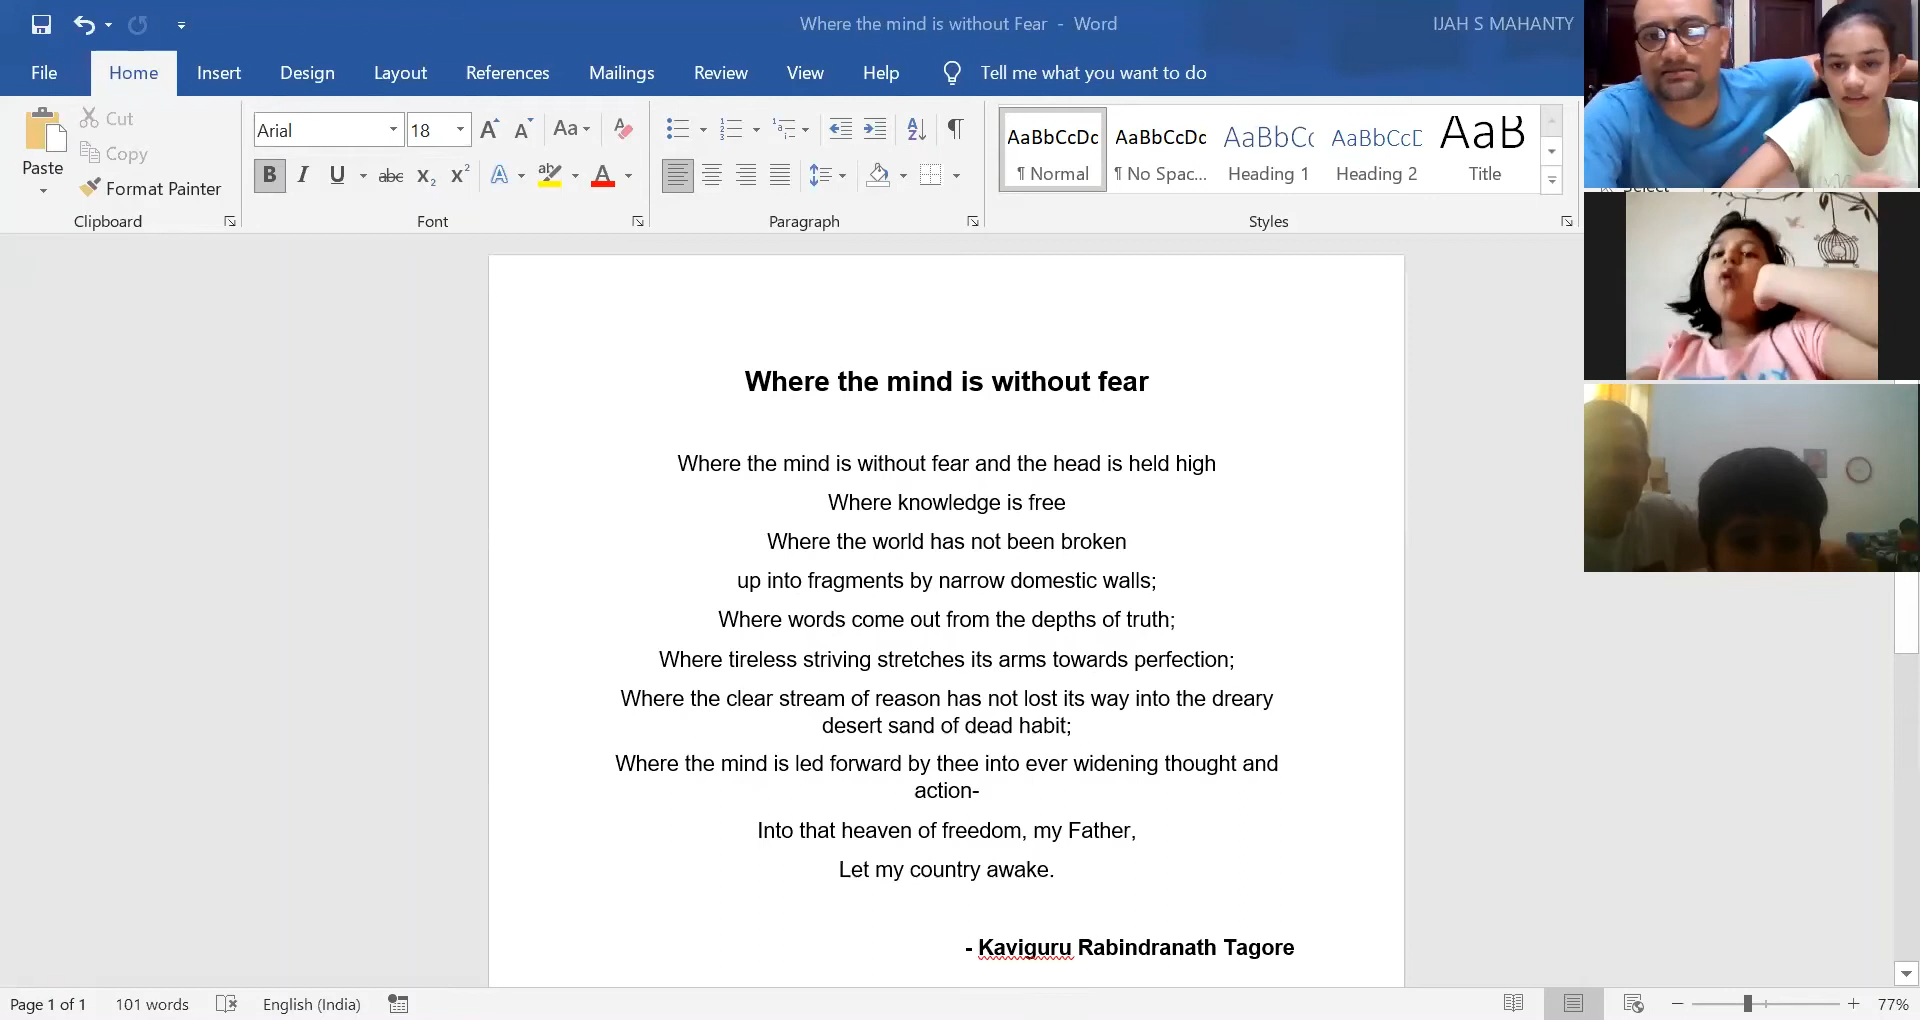 Where the mind is without Fear - Word
IJAH S MAHANTY
File Home Insert Design Layout References Mailings Review View Help Tell me what you want to do
Paste
Cut
Copy
Format Painter
Clipboard
Arial 18
Font
Paragraph
AaBbCcDc AaBbCcDc AaBbCc AaBbCcD AaB
¶ Normal ¶ No Spac... Heading 1 Heading 2 Title
Styles
Select
Where the mind is without fear
Where the mind is without fear and the head is held high
Where knowledge is free
Where the world has not been broken
up into fragments by narrow domestic walls;
Where words come out from the depths of truth;
Where tireless striving stretches its arms towards perfection;
Where the clear stream of reason has not lost its way into the dreary
desert sand of dead habit;
Where the mind is led forward by thee into ever widening thought and
action-
Into that heaven of freedom, my Father,
Let my country awake.
- Kaviguru Rabindranath Tagore
Page 1 of 1 101 words English (India) 77%